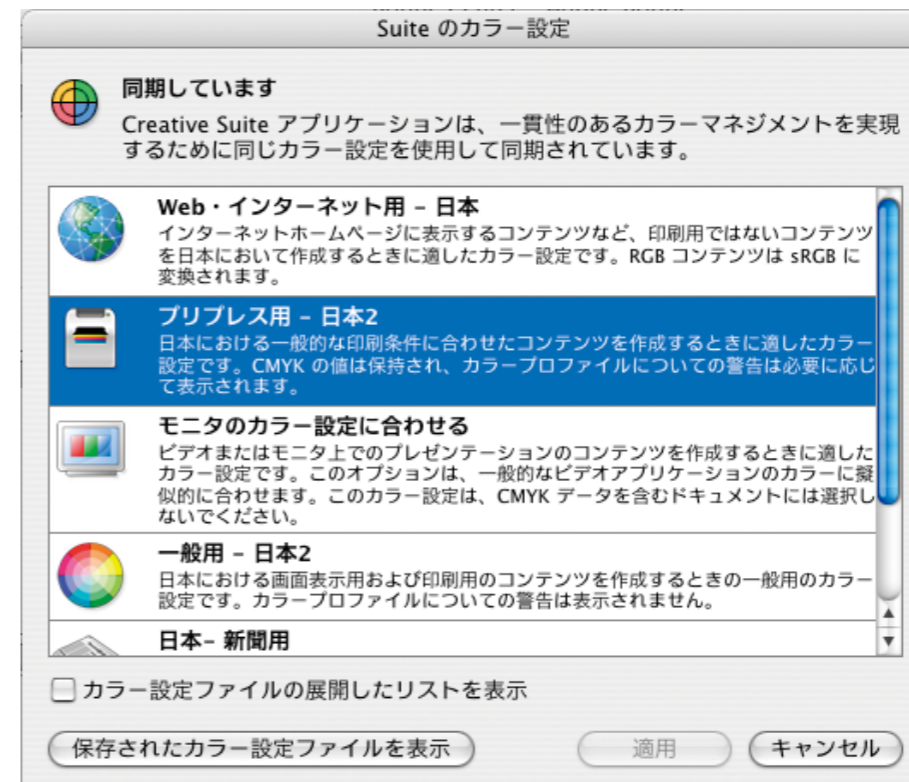 Suite のカラー設定
同期しています
Creative Suite アプリケーションは、一貫性のあるカラーマネジメントを実現
するために同じカラー設定を使用して同期されています。
Web・インターネット用 – 日本
インターネットホームページに表示するコンテンツなど、印刷用ではないコンテンツ
を日本において作成するときに適したカラー設定です。RGB コンテンツは sRGB に
変換されます。
プリプレス用 – 日本2
日本における一般的な印刷条件に合わせたコンテンツを作成するときに適したカラー
設定です。CMYK の値は保持され、カラープロファイルについての警告は必要に応じ
て表示されます。
モニタのカラー設定に合わせる
ビデオまたはモニタ上でのプレゼンテーションのコンテンツを作成するときに適した
カラー設定です。このオプションは、一般的なビデオアプリケーションのカラーに擬
似的に合わせます。このカラー設定は、CMYK データを含むドキュメントには選択し
ないでください。
一般用 – 日本2
日本における画面表示用および印刷用のコンテンツを作成するときの一般用のカラー
設定です。カラープロファイルについての警告は表示されません。
日本– 新聞用
カラー設定ファイルの展開したリストを表示
保存されたカラー設定ファイルを表示
適用
キャンセル